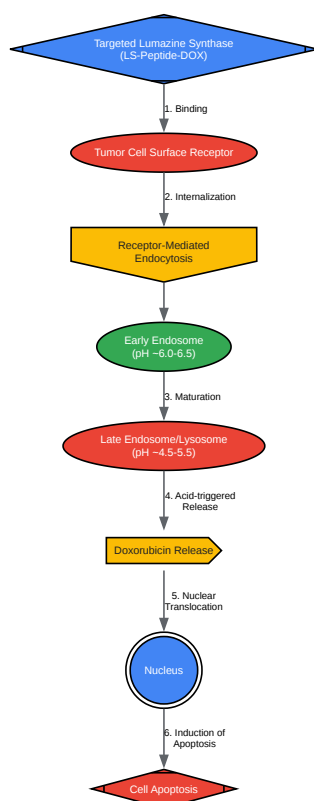 Targeted Lumazine Synthase
(LS-Peptide-DOX)
1. Binding
Tumor Cell Surface Receptor
2. Internalization
Receptor-Mediated
Endocytosis
Early Endosome
(pH ~6.0-6.5)
3. Maturation
Late Endosome/Lysosome
(pH ~4.5-5.5)
4. Acid-triggered
Release
Doxorubicin Release
5. Nuclear
Translocation
Nucleus
6. Induction of
Apoptosis
Cell Apoptosis